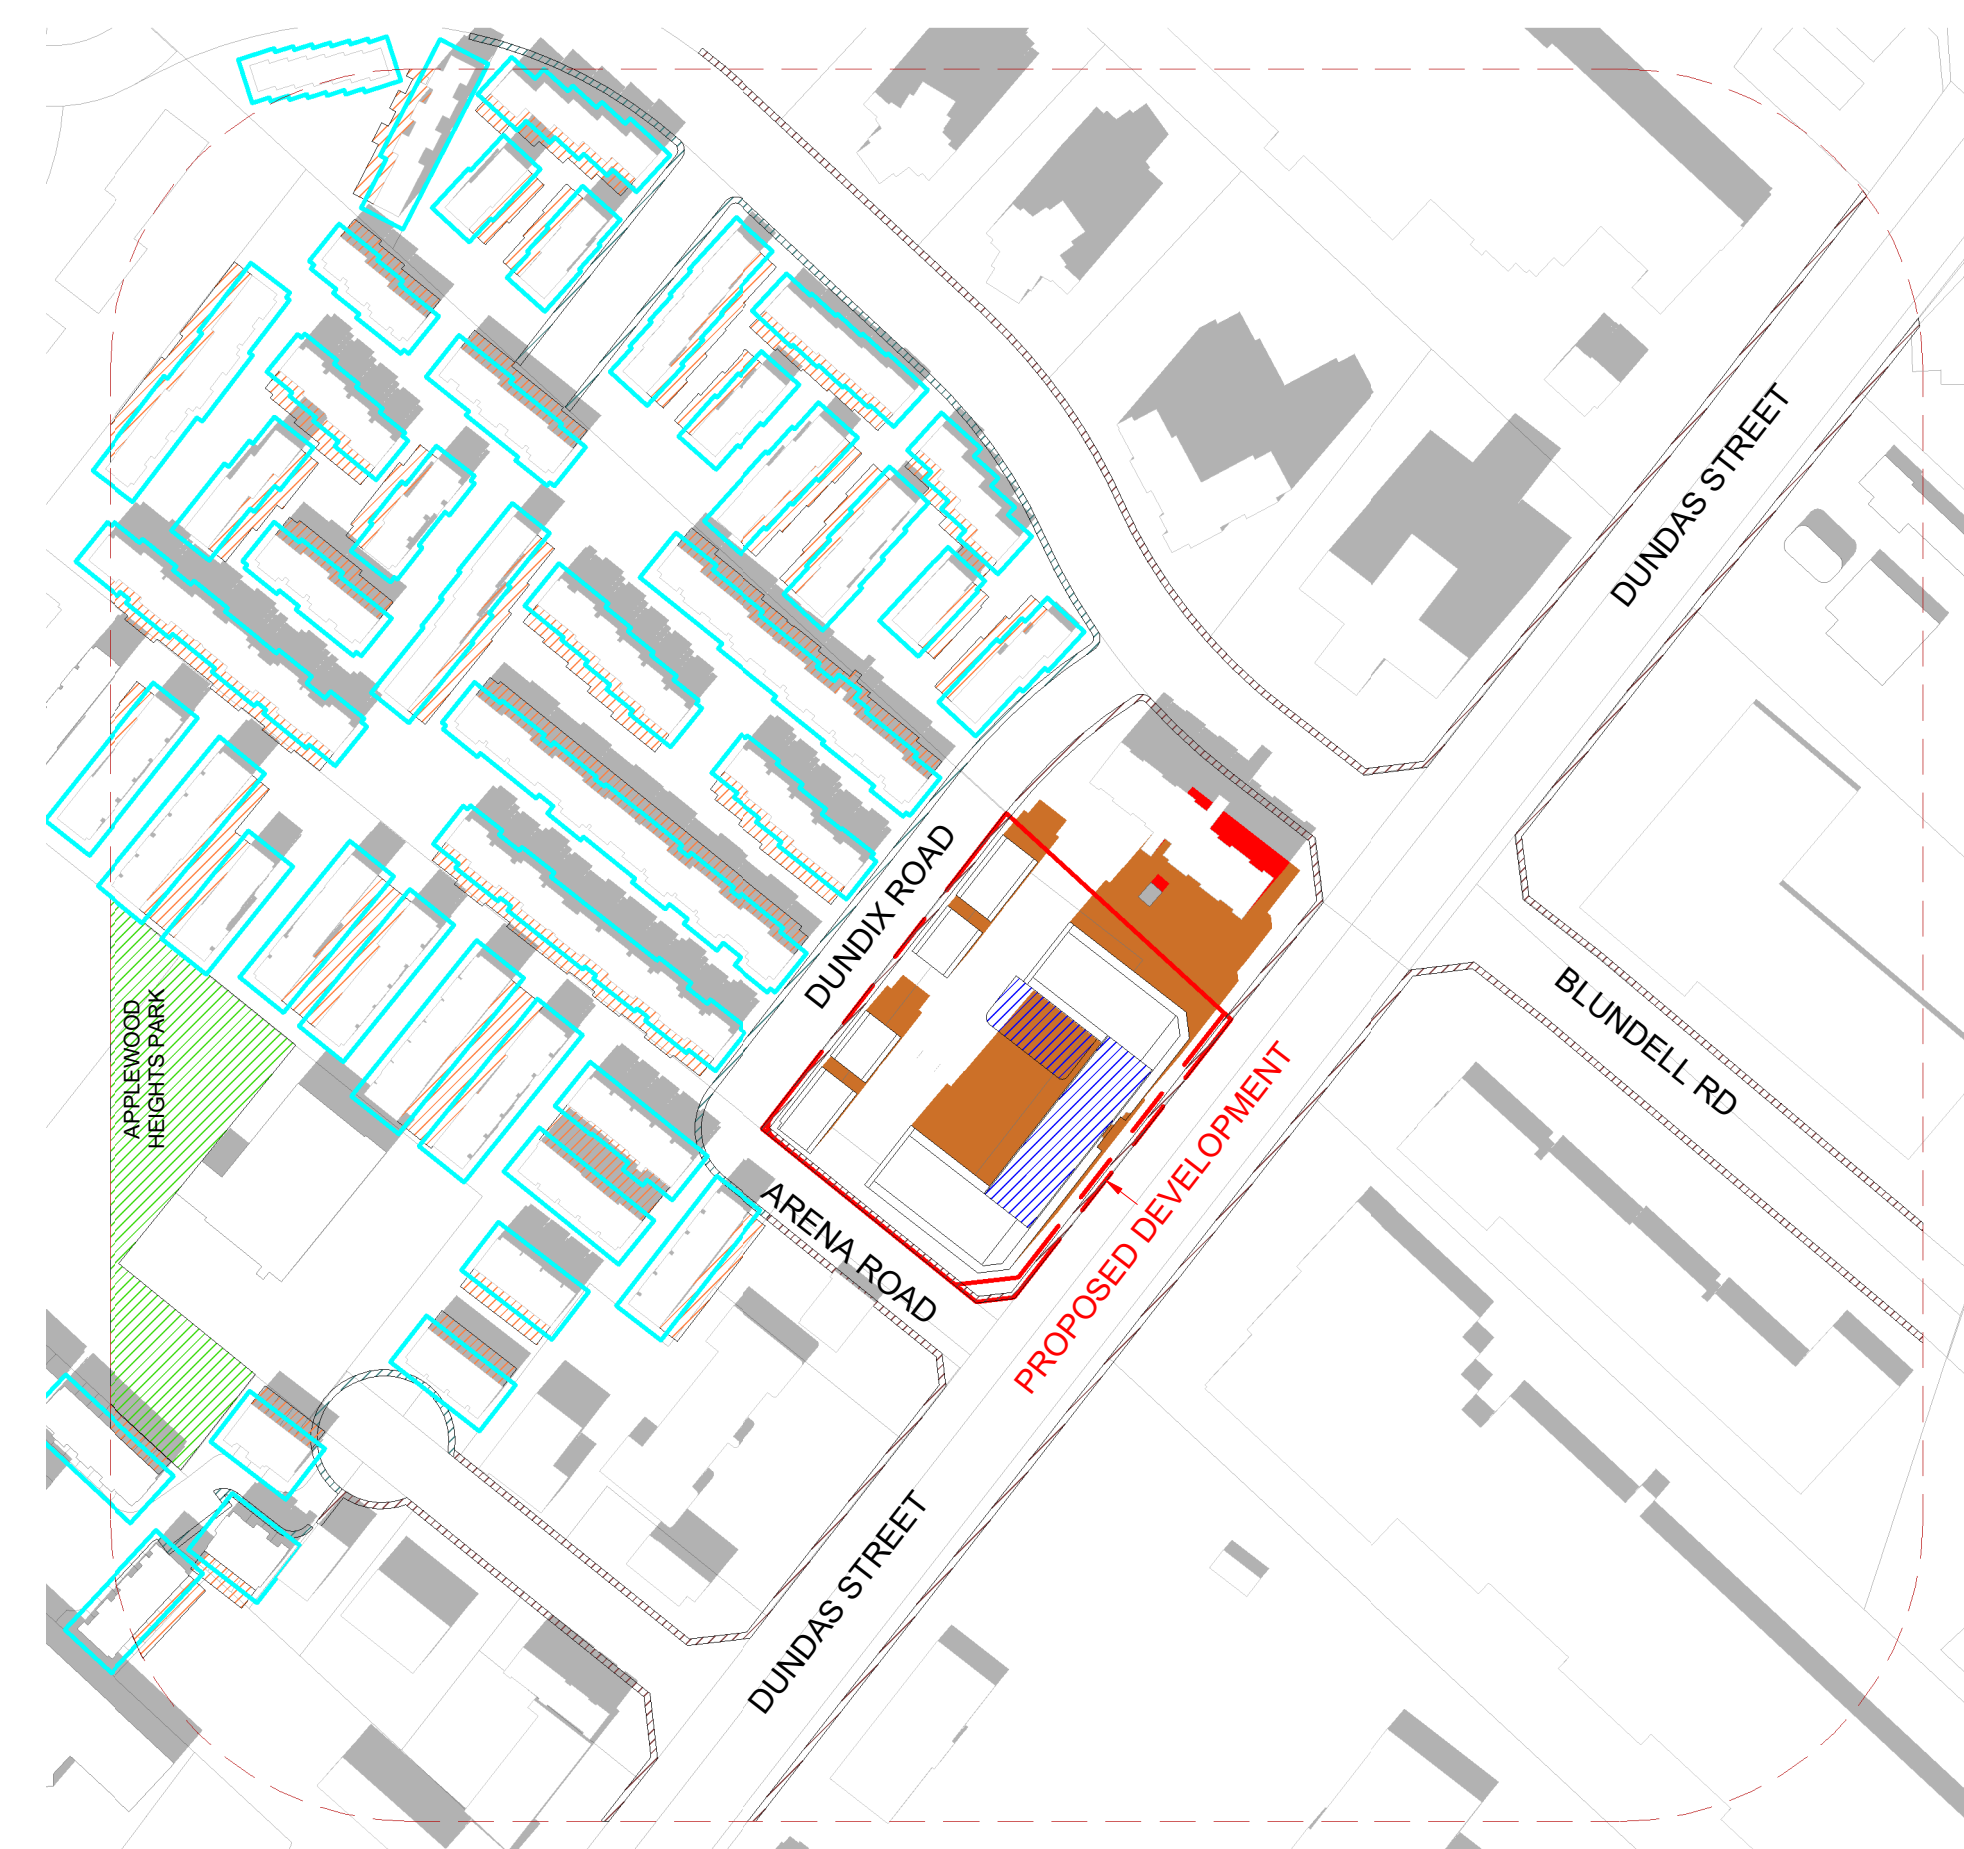 DUNDAS STREET
DUNDIX ROAD
BLUNDELL RD
APPLEWOOD
HEIGHTS PARK
ARENA ROAD
PROPOSED DEVELOPMENT
DUNDAS STREET